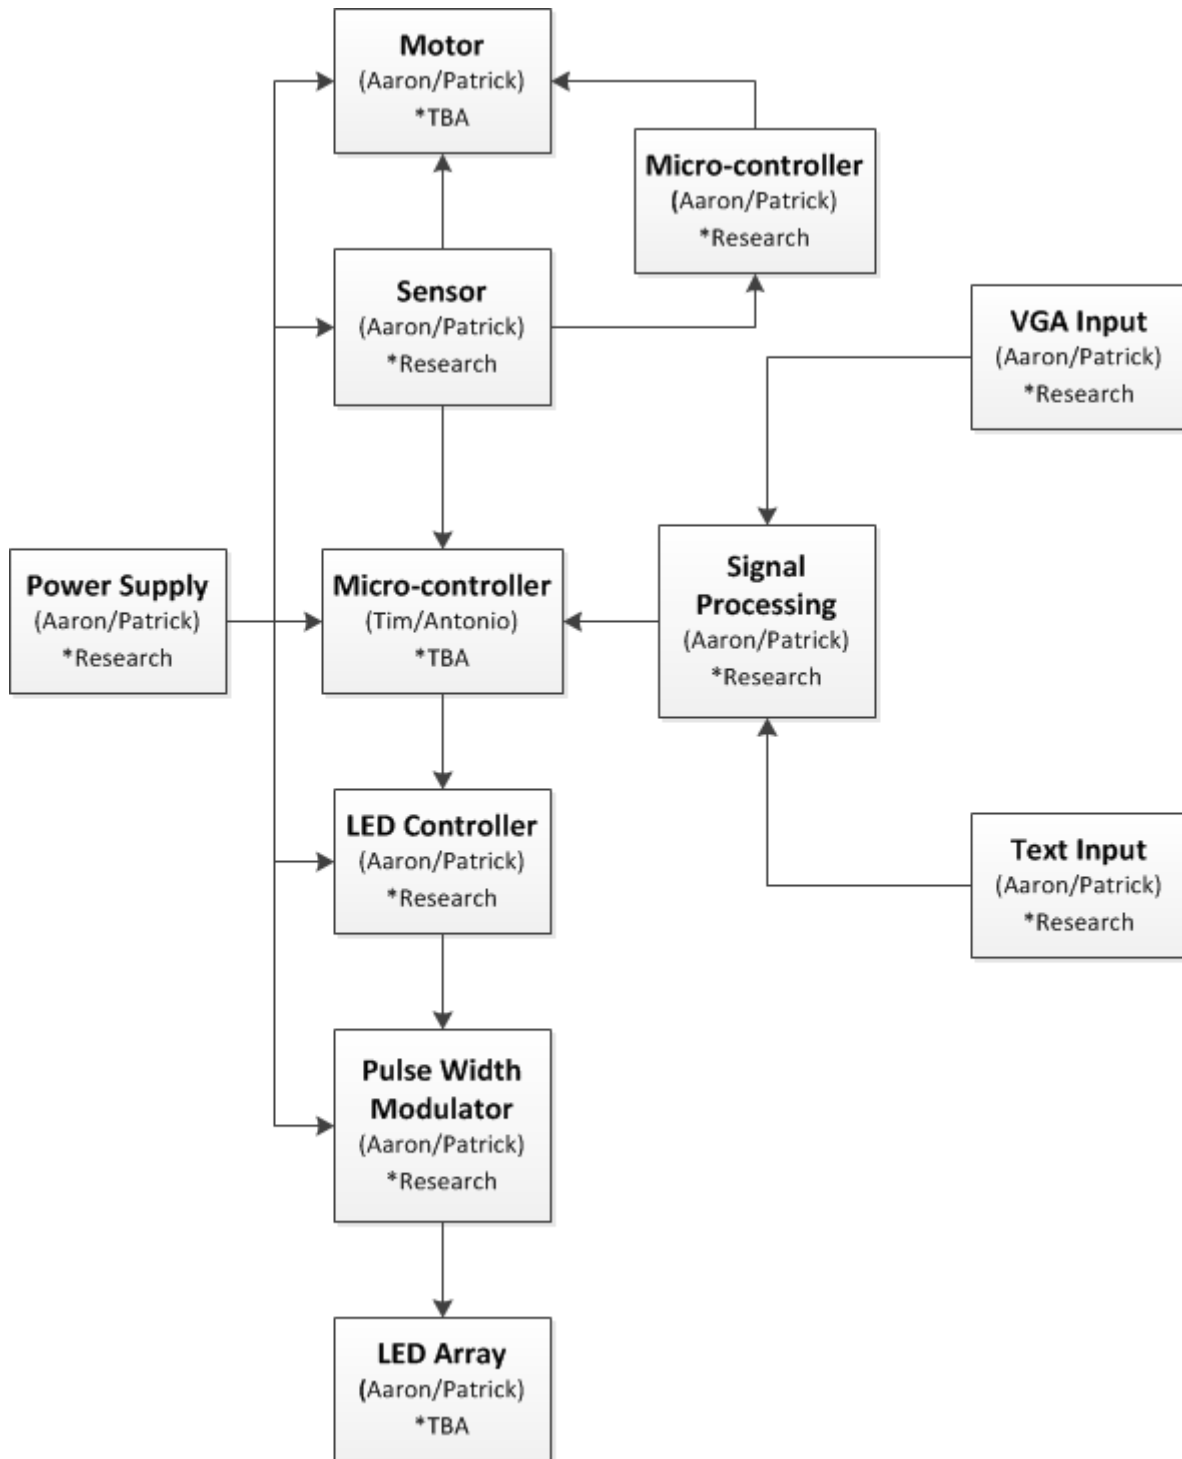 Motor
(Aaron/Patrick)
*TBA
Micro-controller
(Aaron/Patrick)
*Research
Sensor
(Aaron/Patrick)
*Research
VGA Input
(Aaron/Patrick)
*Research
Power Supply
(Aaron/Patrick)
*Research
Micro-controller
(Tim/Antonio)
*TBA
Signal
Processing
(Aaron/Patrick)
*Research
LED Controller
(Aaron/Patrick)
*Research
Text Input
(Aaron/Patrick)
*Research
Pulse Width
Modulator
(Aaron/Patrick)
*Research
LED Array
(Aaron/Patrick)
*TBA